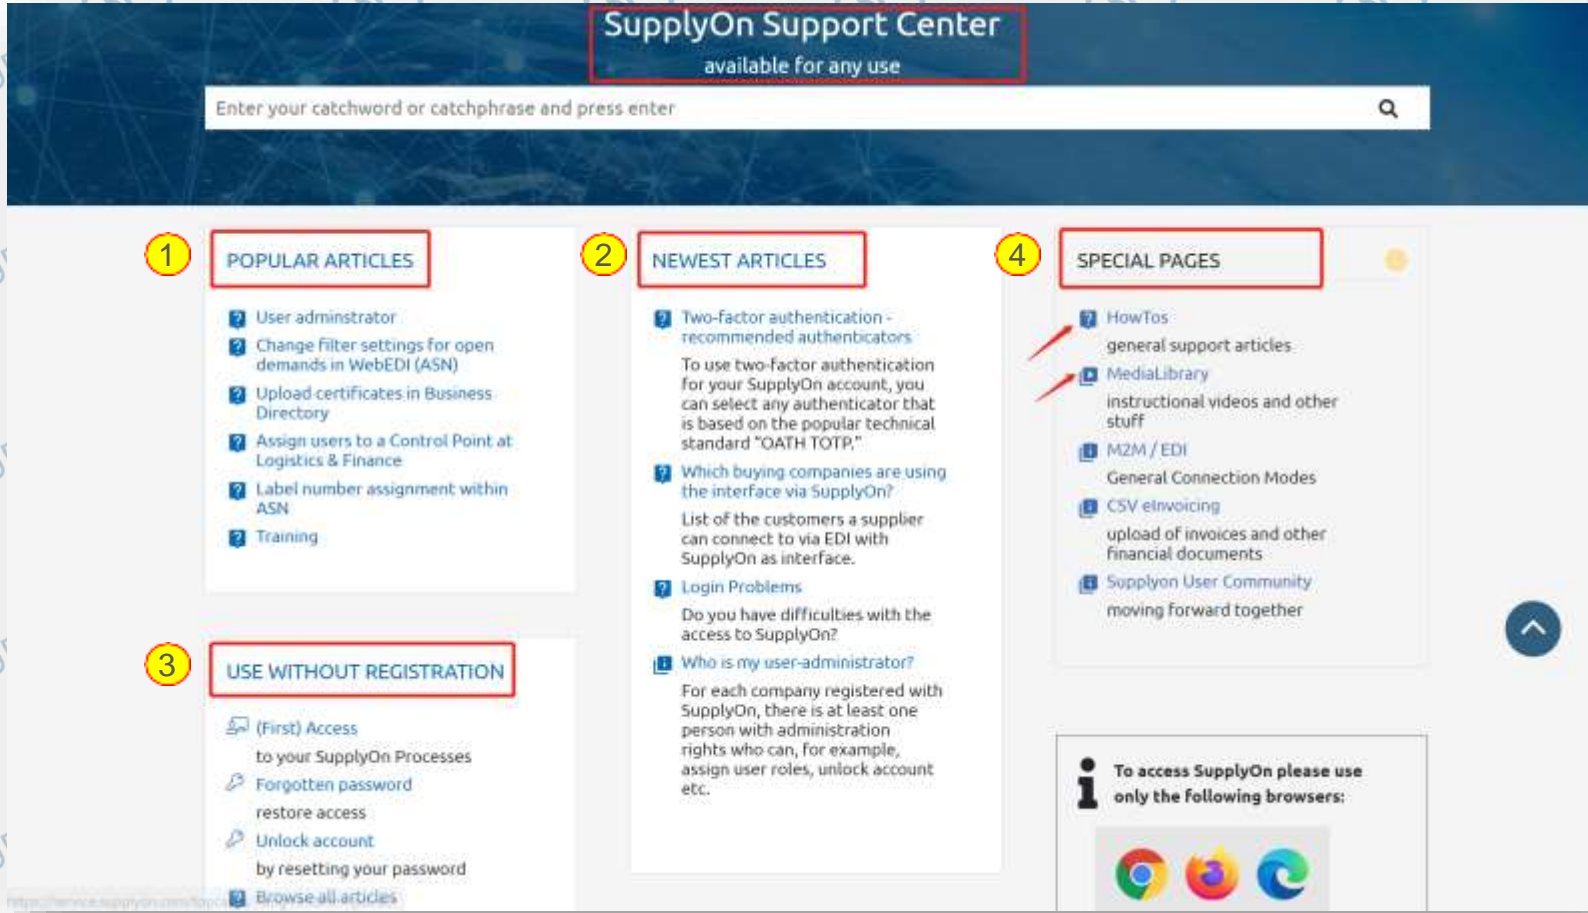 SupplyOn Support Center
available for any use
Enter your catchword or catchphrase and press enter
1
POPULAR ARTICLES
User adminstrator
Change filter settings for open
demands in WebEDI (ASN)
Upload certificates in Business
Directory
Assign users to a Control Point at
Logistics & Finance
Label number assignment within
ASN
Training
2
NEWEST ARTICLES
Two-factor authentication -
recommended authenticators
To use two-factor authentication
for your SupplyOn account, you
can select any authenticator that
is based on the popular technical
standard "OATH TOTP."
Which buying companies are using
the interface via SupplyOn?
List of the customers a supplier
can connect to via EDI with
SupplyOn as interface.
Login Problems
Do you have difficulties with the
access to SupplyOn?
Who is my user-administrator?
For each company registered with
SupplyOn, there is at least one
person with administration
rights who can, for example,
assign user roles, unlock account
etc.
3
USE WITHOUT REGISTRATION
(First) Access
to your SupplyOn Processes
Forgotten password
restore access
Unlock account
by resetting your password
Browse all articles
4
SPECIAL PAGES
HowTos
general support articles
MediaLibrary
instructional videos and other
stuff
M2M / EDI
General Connection Modes
CSV eInvoicing
upload of invoices and other
financial documents
Supplyon User Community
moving forward together
To access SupplyOn please use
only the following browsers: